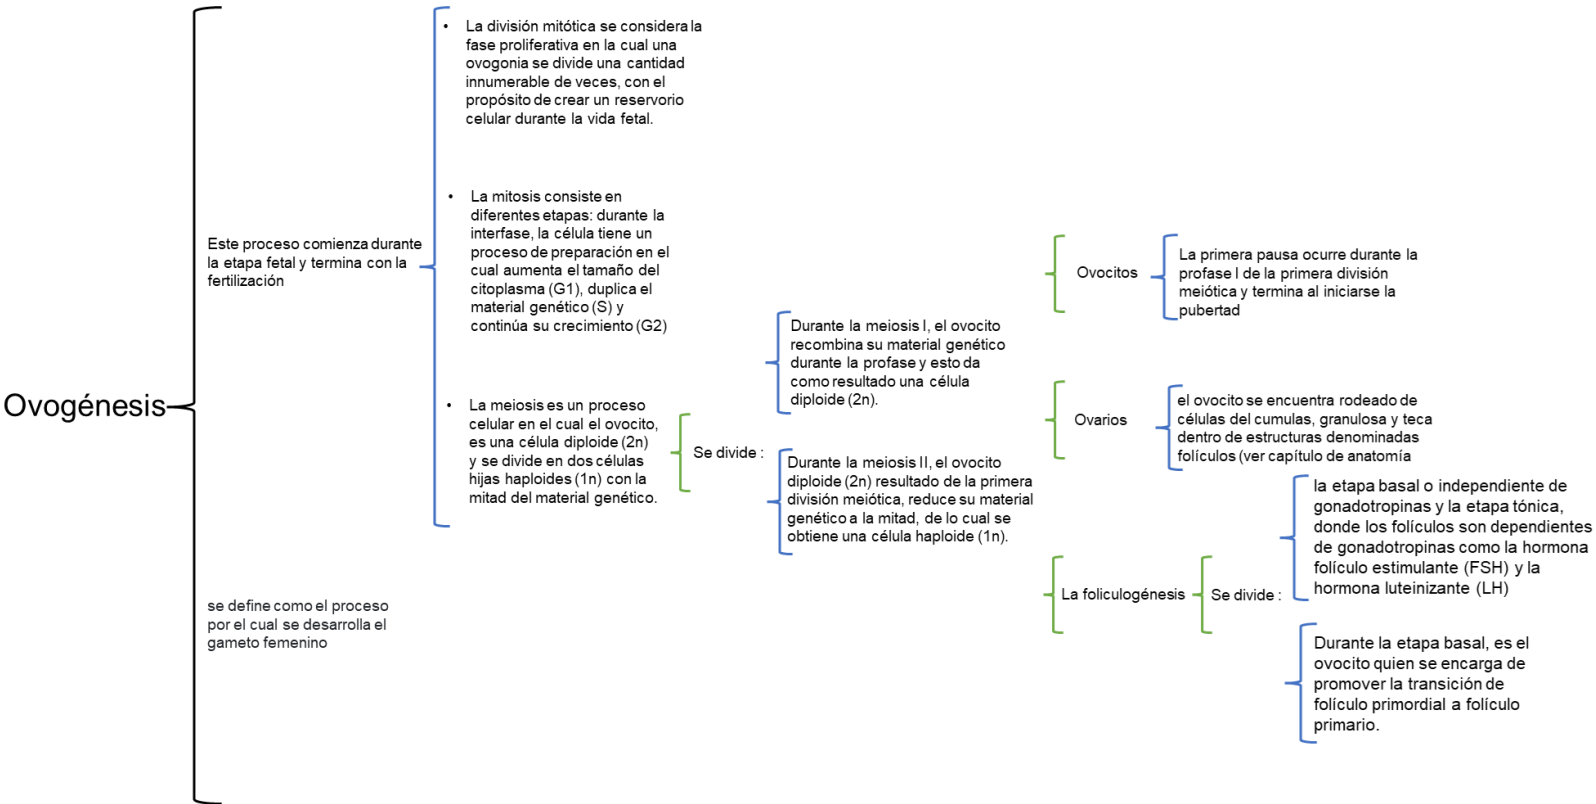 Ovogénesis
Este proceso comienza durante
la etapa fetal y termina con la
fertilización
se define como el proceso
por el cual se desarrolla el
gameto femenino
• La división mitótica se considera la
fase proliferativa en la cual una
ovogonia se divide una cantidad
innumerable de veces, con el
propósito de crear un reservorio
celular durante la vida fetal.
• La mitosis consiste en
diferentes etapas: durante la
interfase, la célula tiene un
proceso de preparación en el
cual aumenta el tamaño del
citoplasma (G1), duplica el
material genético (S) y
continúa su crecimiento (G2)
• La meiosis es un proceso
celular en el cual el ovocito,
es una célula diploide (2n)
y se divide en dos células
hijas haploides (1n) con la
mitad del material genético.
Se divide :
Durante la meiosis I, el ovocito
recombina su material genético
durante la profase y esto da
como resultado una célula
diploide (2n).
Durante la meiosis II, el ovocito
diploide (2n) resultado de la primera
división meiótica, reduce su material
genético a la mitad, de lo cual se
obtiene una célula haploide (1n).
Ovocitos
La primera pausa ocurre durante la
profase I de la primera división
meiótica y termina al iniciarse la
pubertad
Ovarios
el ovocito se encuentra rodeado de
células del cumulas, granulosa y teca
dentro de estructuras denominadas
folículos (ver capítulo de anatomía
La foliculogénesis
Se divide :
la etapa basal o independiente de
gonadotropinas y la etapa tónica,
donde los folículos son dependientes
de gonadotropinas como la hormona
folículo estimulante (FSH) y la
hormona luteinizante (LH)
Durante la etapa basal, es el
ovocito quien se encarga de
promover la transición de
folículo primordial a folículo
primario.